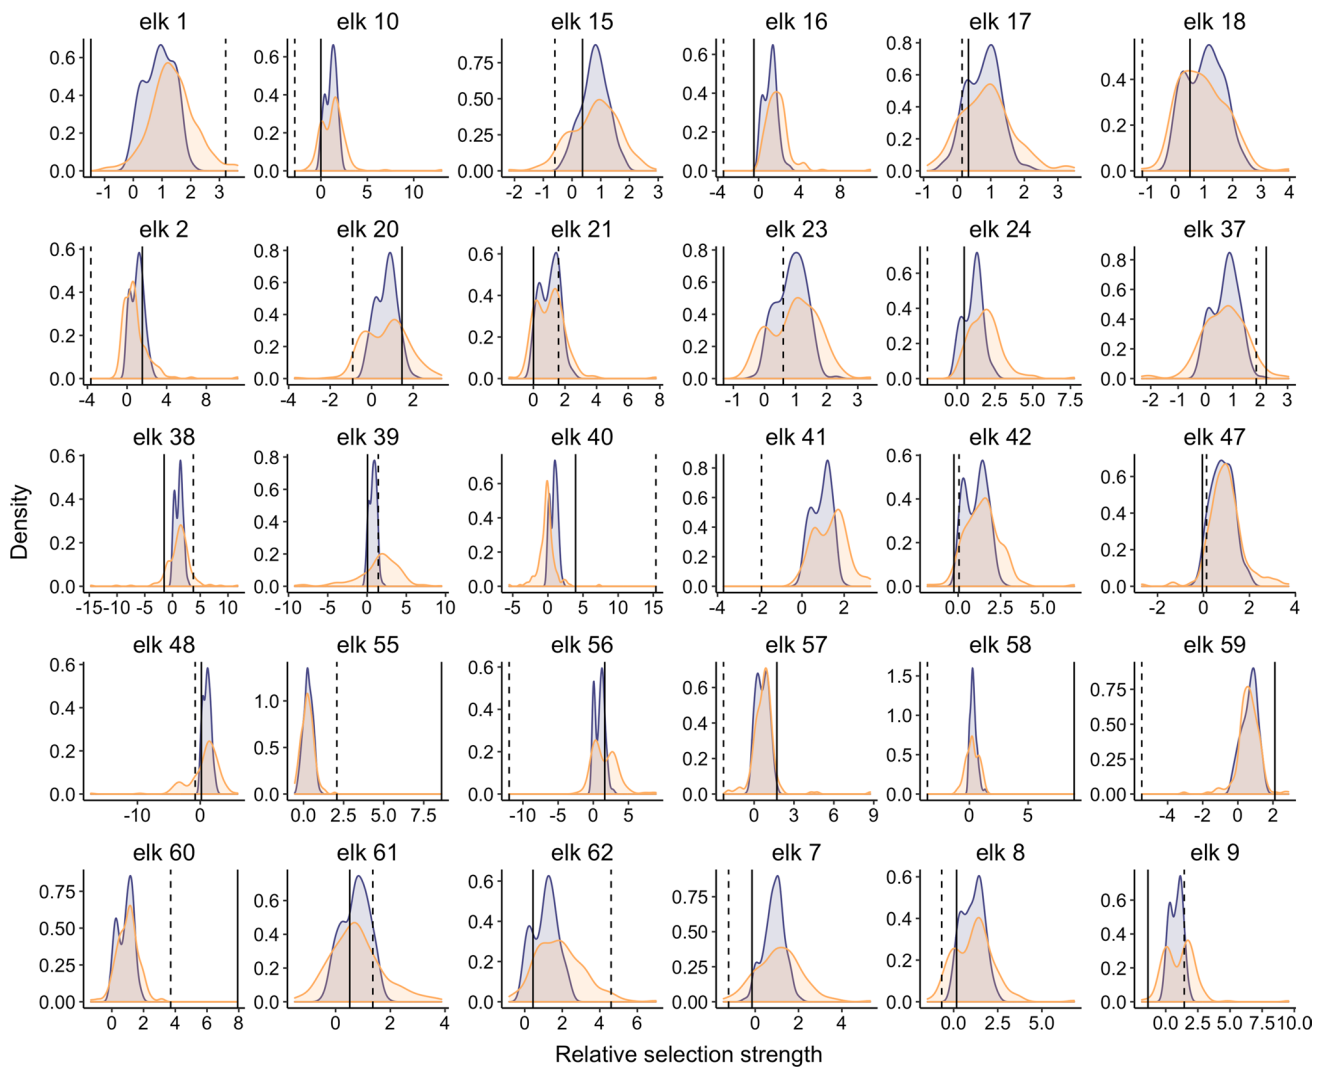 elk 1 elk 10 elk 15 elk 16 elk 17 elk 18
0.6 0.4 0.2 0.0
0.6 0.4 0.2 0.0
0.75 0.50 0.25 0.00
0.6 0.4 0.2 0.0
0.8 0.6 0.4 0.2 0.0
0.4 0.2 0.0
-1 0 1 2 3
0 5 10
-2 -1 0 1 2 3
-4 0 4 8
-1 0 1 2 3
-1 0 1 2 3 4
elk 2 elk 20 elk 21 elk 23 elk 24 elk 37
0.6 0.4 0.2 0.0
0.8 0.6 0.4 0.2 0.0
0.6 0.4 0.2 0.0
0.8 0.6 0.4 0.2 0.0
0.6 0.4 0.2 0.0
0.8 0.6 0.4 0.2 0.0
-4 0 4 8
-4 -2 0 2
0 2 4 6 8
-1 0 1 2 3
0.0 2.5 5.0 7.5
-2 -1 0 1 2 3
Density
elk 38 elk 39 elk 40 elk 41 elk 42 elk 47
0.6 0.4 0.2 0.0
0.8 0.6 0.4 0.2 0.0
0.6 0.4 0.2 0.0
0.8 0.6 0.4 0.2 0.0
0.6 0.4 0.2 0.0
0.6 0.4 0.2 0.0
-15 -10 -5 0 5 10
-10 -5 0 5 10
-5 0 5 10 15
-4 -2 0 2
0.0 2.5 5.0
-2 0 2 4
elk 48 elk 55 elk 56 elk 57 elk 58 elk 59
0.6 0.4 0.2 0.0
1.0 0.5 0.0
0.6 0.4 0.2 0.0
0.6 0.4 0.2 0.0
1.5 1.0 0.5 0.0
0.75 0.50 0.25 0.00
-10 0
0.0 2.5 5.0 7.5
-10 -5 0 5
0 3 6 9
0 5
-4 -2 0 2
elk 60 elk 61 elk 62 elk 7 elk 8 elk 9
0.75 0.50 0.25 0.00
0.6 0.4 0.2 0.0
0.6 0.4 0.2 0.0
0.75 0.50 0.25 0.00
0.6 0.4 0.2 0.0
0.6 0.4 0.2 0.0
0 2 4 6 8
0 2 4
0 2 4 6
0 2 4
0.0 2.5 5.0
0.0 2.5 5.0 7.5 10.0
Relative selection strength